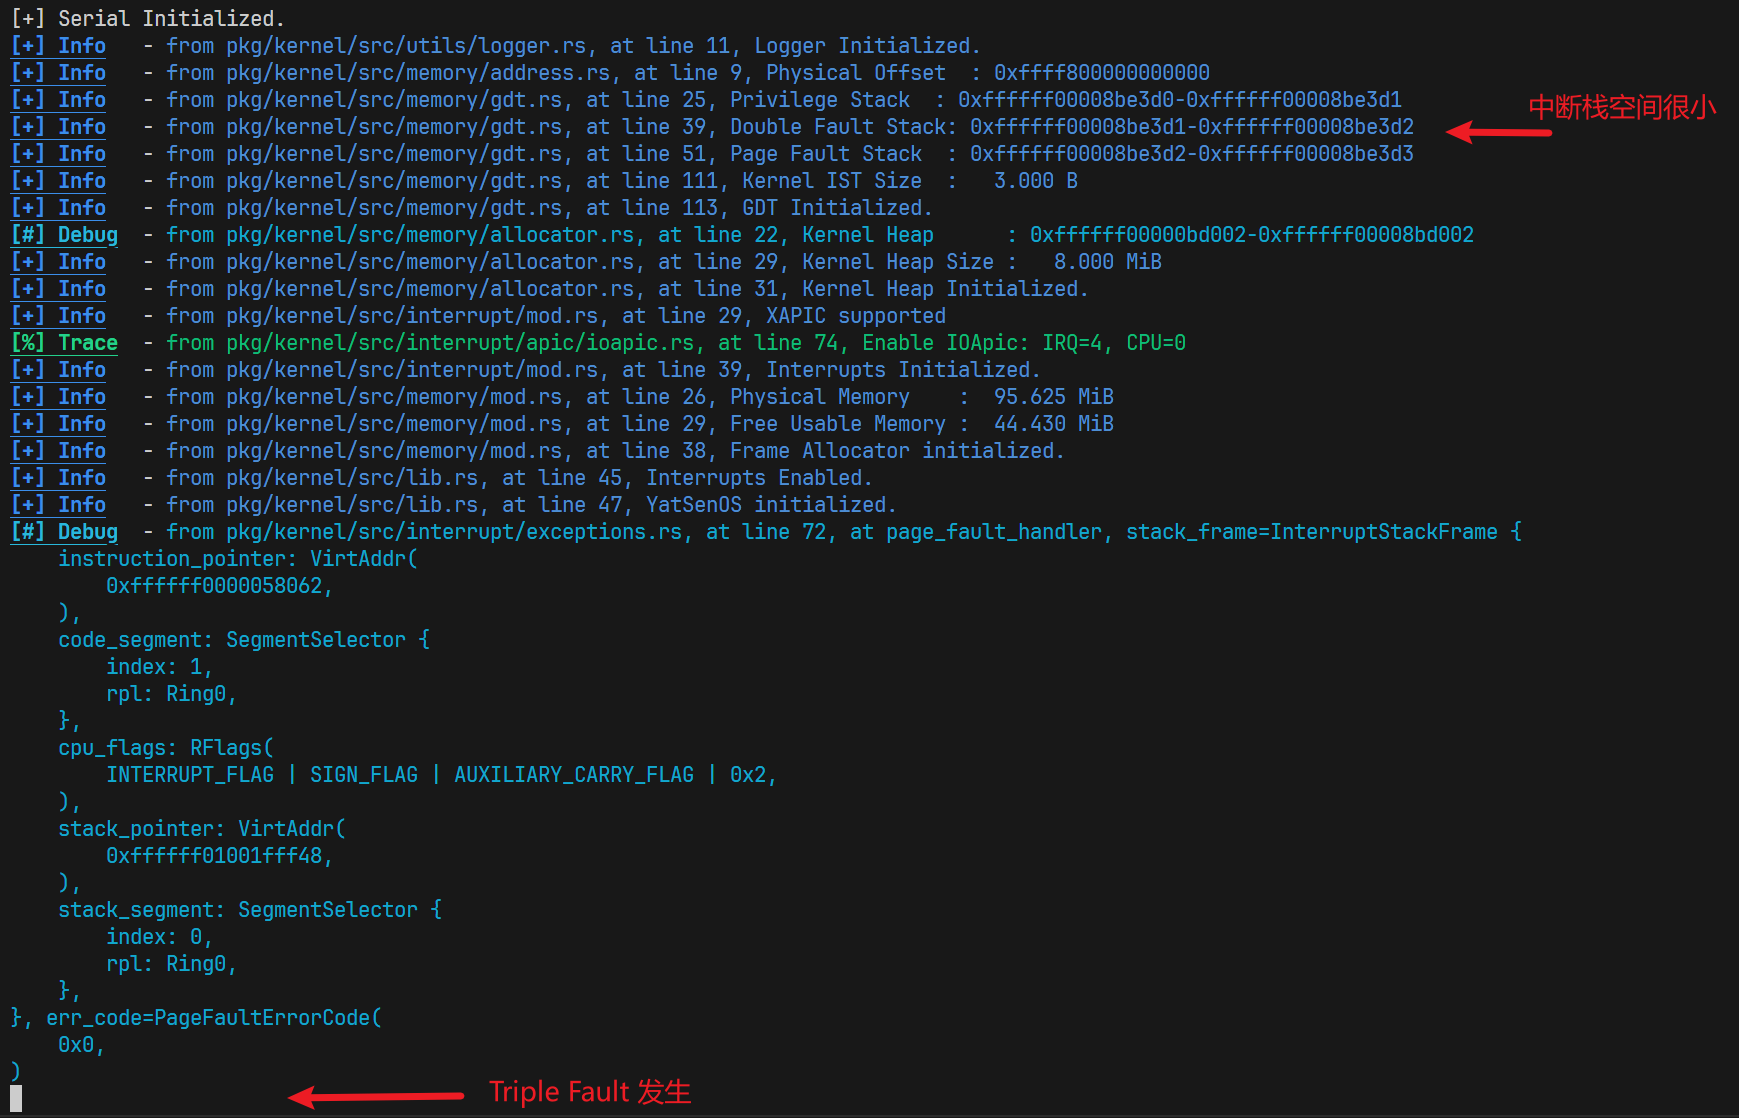 [+] Serial Initialized.
[+] Info   - from pkg/kernel/src/utils/logger.rs, at line 11, Logger Initialized.
[+] Info   - from pkg/kernel/src/memory/address.rs, at line 9, Physical Offset  : 0xffff800000000000
[+] Info   - from pkg/kernel/src/memory/gdt.rs, at line 25, Privilege Stack  : 0xffffff00008be3d0-0xffffff00008be3d1
中断栈空间很小
[+] Info   - from pkg/kernel/src/memory/gdt.rs, at line 39, Double Fault Stack: 0xffffff00008be3d1-0xffffff00008be3d2
[+] Info   - from pkg/kernel/src/memory/gdt.rs, at line 51, Page Fault Stack  : 0xffffff00008be3d2-0xffffff00008be3d3
[+] Info   - from pkg/kernel/src/memory/gdt.rs, at line 111, Kernel IST Size  :   3.000 B
[+] Info   - from pkg/kernel/src/memory/gdt.rs, at line 113, GDT Initialized.
[#] Debug  - from pkg/kernel/src/memory/allocator.rs, at line 22, Kernel Heap      : 0xffffff00000bd002-0xffffff00008bd002
[+] Info   - from pkg/kernel/src/memory/allocator.rs, at line 29, Kernel Heap Size :   8.000 MiB
[+] Info   - from pkg/kernel/src/memory/allocator.rs, at line 31, Kernel Heap Initialized.
[+] Info   - from pkg/kernel/src/interrupt/mod.rs, at line 29, XAPIC supported
[%] Trace  - from pkg/kernel/src/interrupt/apic/ioapic.rs, at line 74, Enable IOApic: IRQ=4, CPU=0
[+] Info   - from pkg/kernel/src/interrupt/mod.rs, at line 39, Interrupts Initialized.
[+] Info   - from pkg/kernel/src/memory/mod.rs, at line 26, Physical Memory    :  95.625 MiB
[+] Info   - from pkg/kernel/src/memory/mod.rs, at line 29, Free Usable Memory :  44.430 MiB
[+] Info   - from pkg/kernel/src/memory/mod.rs, at line 38, Frame Allocator initialized.
[+] Info   - from pkg/kernel/src/lib.rs, at line 45, Interrupts Enabled.
[+] Info   - from pkg/kernel/src/lib.rs, at line 47, YatSenOS initialized.
[#] Debug  - from pkg/kernel/src/interrupt/exceptions.rs, at line 72, at page_fault_handler, stack_frame=InterruptStackFrame {
    instruction_pointer: VirtAddr(
        0xffffff0000058062,
    ),
    code_segment: SegmentSelector {
        index: 1,
        rpl: Ring0,
    },
    cpu_flags: RFlags(
        INTERRUPT_FLAG | SIGN_FLAG | AUXILIARY_CARRY_FLAG | 0x2,
    ),
    stack_pointer: VirtAddr(
        0xffffff01001fff48,
    ),
    stack_segment: SegmentSelector {
        index: 0,
        rpl: Ring0,
    },
}, err_code=PageFaultErrorCode(
    0x0,
)
Triple Fault 发生